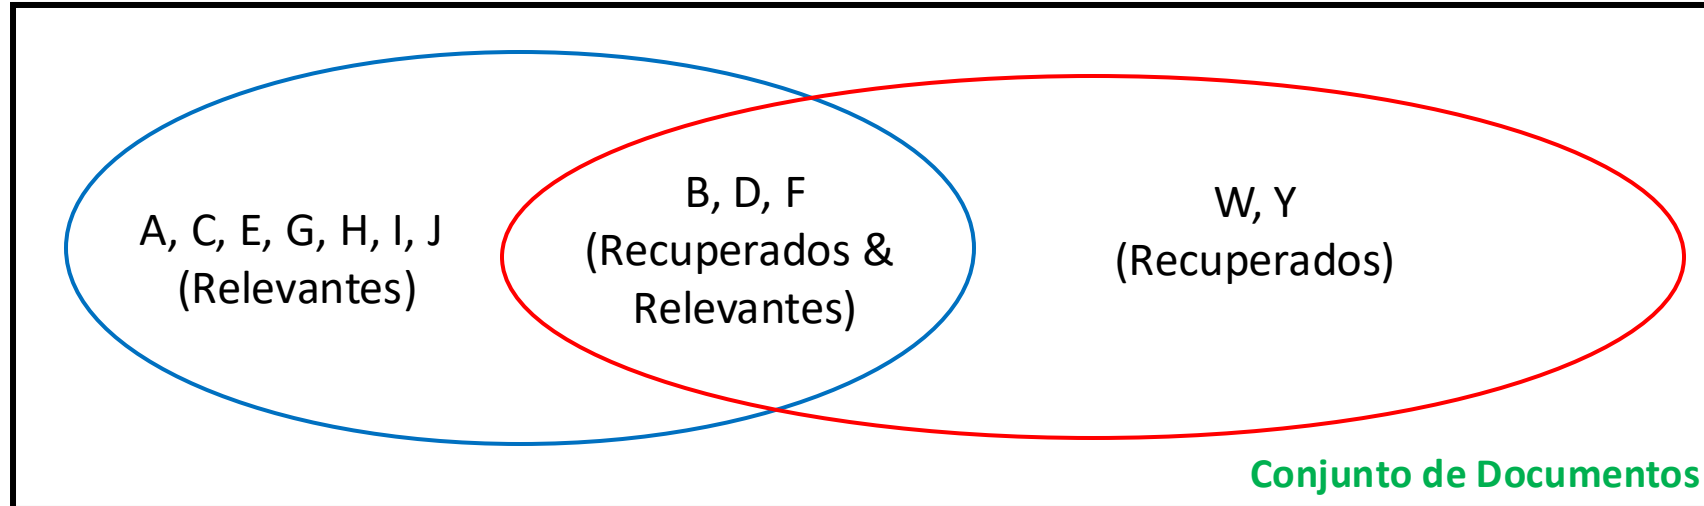 A, C, E, G, H, I, J
(Relevantes)
B, D, F
(Recuperados &
Relevantes)
W, Y
(Recuperados)
Conjunto de Documentos